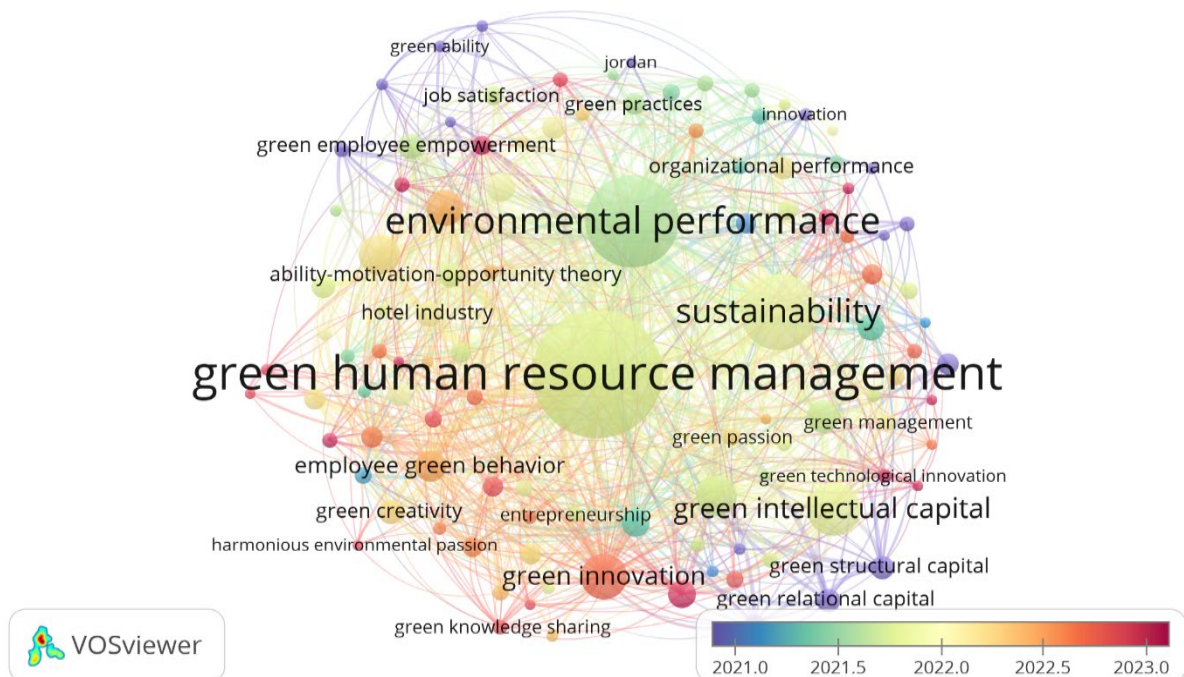 green ability
jordan
job satisfaction
green practices
innovation
green employee empowerment
organizational performance
environmental performance
ability-motivation-opportunity theory
sustainability
hotel industry
green human resource management
green management
green passion
employee green behavior
green technological innovation
green creativity
entrepreneurship
green intellectual capital
harmonious environmental passion
green structural capital
green innovation
green relational capital
green knowledge sharing
VOSviewer
2021.0 2021.5 2022.0 2022.5 2023.0